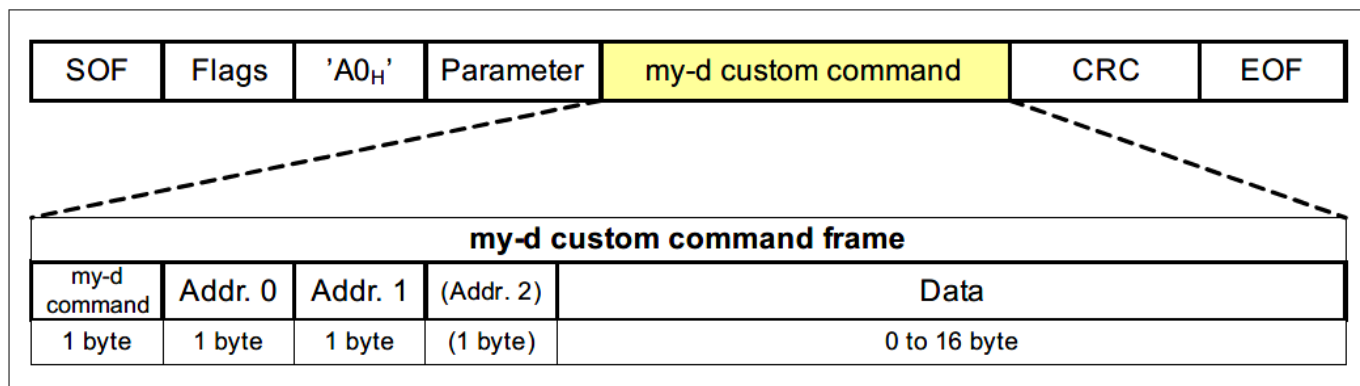 SOF Flags 'A0H' Parameter my-d custom command CRC EOF
my-d custom command frame
my-d command Addr. 0 Addr. 1 (Addr. 2) Data
1 byte 1 byte 1 byte (1 byte) 0 to 16 byte